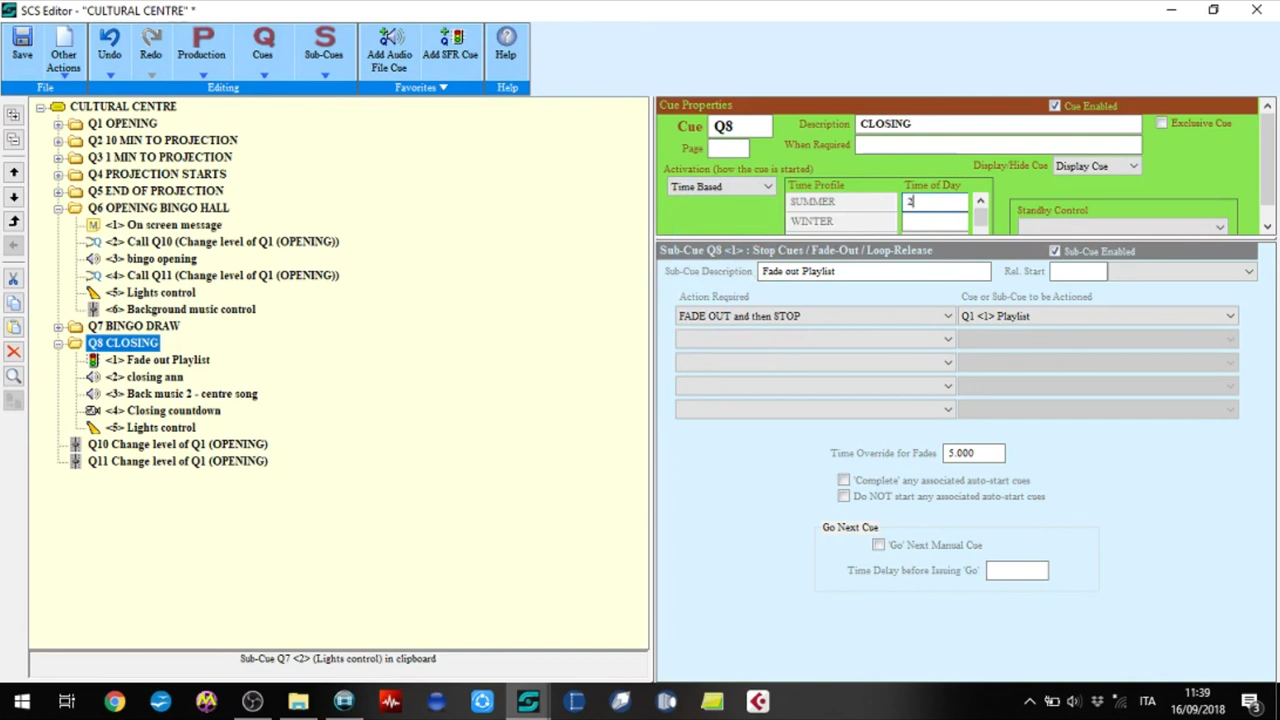 SCS Editor - "CULTURAL CENTRE" *
Save
Other Actions
Undo
Redo
Production
Cues
Sub-Cues
Add Audio File Cue
Add SFR Cue
Help
File
Editing
Favorites
Help
CULTURAL CENTRE
Q1 OPENING
Q2 10 MIN TO PROJECTION
Q3 1 MIN TO PROJECTION
Q4 PROJECTION STARTS
Q5 END OF PROJECTION
Q6 OPENING BINGO HALL
<1> On screen message
<2> Call Q10 (Change level of Q1 (OPENING))
<3> bingo opening
<4> Call Q11 (Change level of Q1 (OPENING))
<5> Lights control
<6> Background music control
Q7 BINGO DRAW
Q8 CLOSING
<1> Fade out Playlist
<2> closing ann
<3> Back music 2 - centre song
<4> Closing countdown
<5> Lights control
Q10 Change level of Q1 (OPENING)
Q11 Change level of Q1 (OPENING)
Sub-Cue Q7 <2> (Lights control) in clipboard
Cue Properties
Cue Enabled
Cue Q8 Description CLOSING Exclusive Cue
Page When Required
Activation (how the cue is started) Display/Hide Cue Display Cue
Time Based Time Profile Time of Day
SUMMER 2
WINTER
Standby Control
Sub-Cue Q8 <1> : Stop Cues / Fade-Out / Loop-Release Sub-Cue Enabled
Sub-Cue Description Fade out Playlist Rel. Start
Action Required Cue or Sub-Cue to be Actioned
FADE OUT and then STOP Q1 <1> Playlist
Time Override for Fades 5.000
'Complete' any associated auto-start cues
Do NOT start any associated auto-start cues
Go Next Cue
'Go' Next Manual Cue
Time Delay before Issuing 'Go'
ITA
11:39
16/09/2018
3